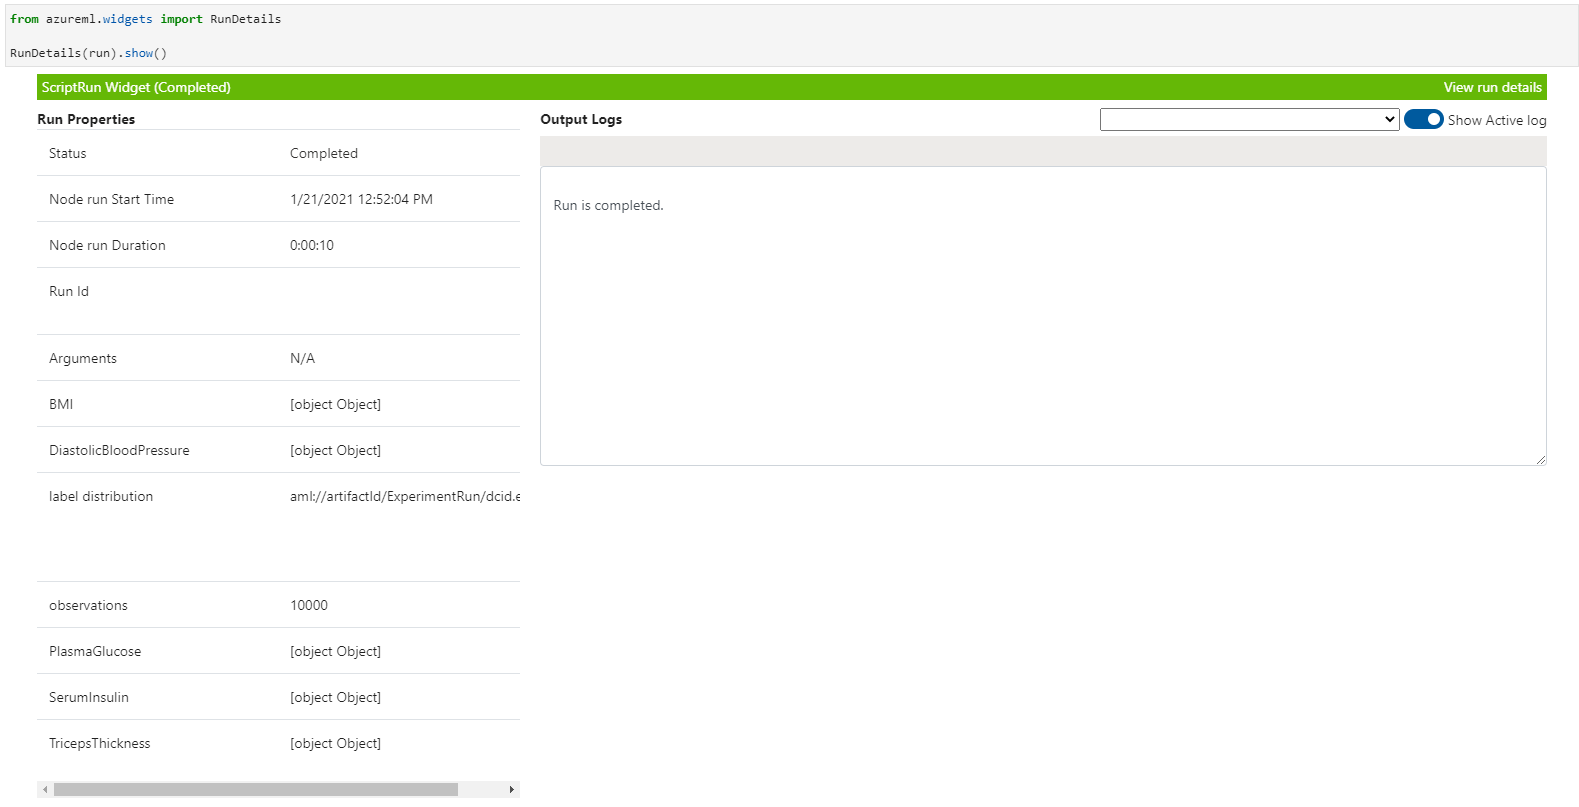 from azureml.widgets import RunDetails
RunDetails(run).show()
ScriptRun Widget (Completed)
View run details
Run Properties
Status Completed
Node run Start Time 1/21/2021 12:52:04 PM
Node run Duration 0:00:10
Run Id
Arguments N/A
BMI [object Object]
DiastolicBloodPressure [object Object]
label distribution aml://artifactId/ExperimentRun/dcid.e
observations 10000
PlasmaGlucose [object Object]
SerumInsulin [object Object]
TricepsThickness [object Object]
Output Logs
Show Active log
Run is completed.